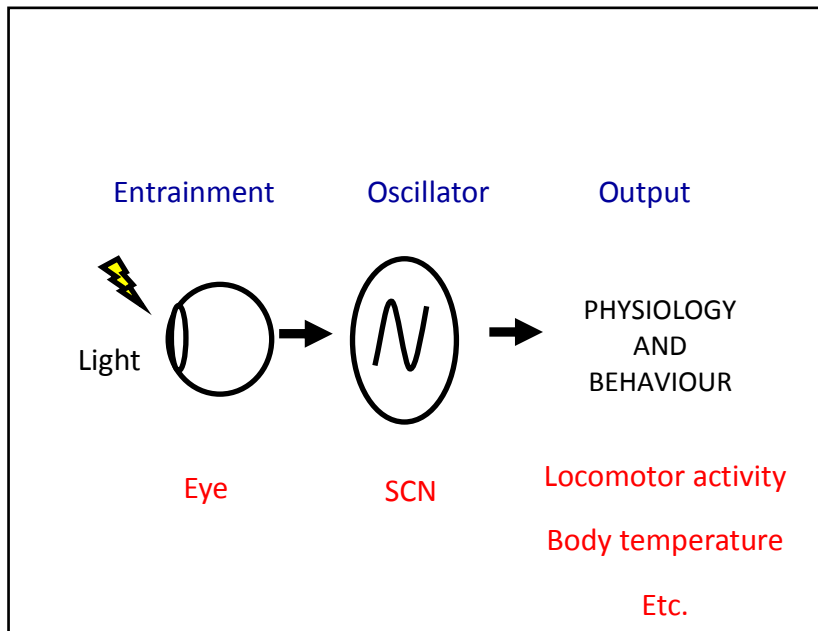 Entrainment Oscillator Output
Light
PHYSIOLOGY
AND
BEHAVIOUR
Eye
SCN
Locomotor activity
Body temperature
Etc.